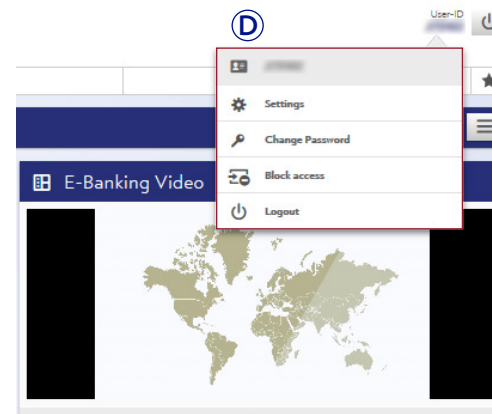 D
User-ID
Settings
Change Password
Block access
Logout
E-Banking Video